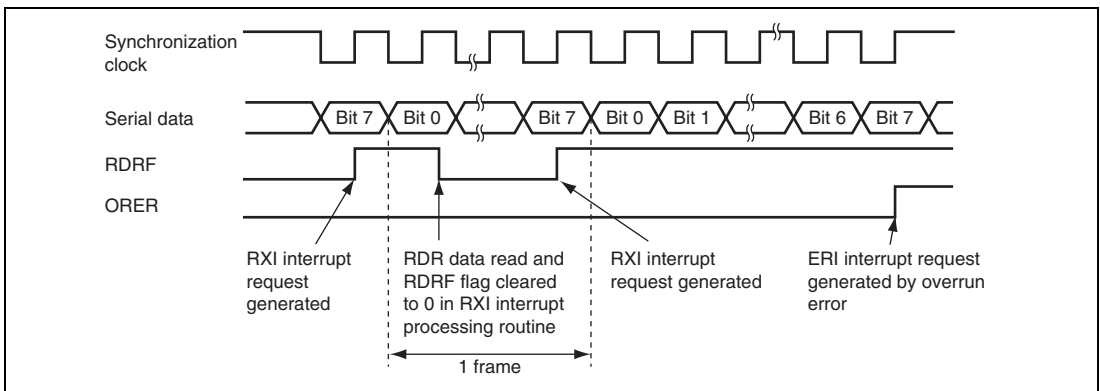 Synchronization
clock
Serial data
Bit 7
Bit 0
Bit 7
Bit 0
Bit 1
Bit 6
Bit 7
RDRF
ORER
RXI interrupt
request
generated
RDR data read and
RDRF flag cleared
to 0 in RXI interrupt
processing routine
RXI interrupt
request generated
ERI interrupt request
generated by overrun
error
1 frame